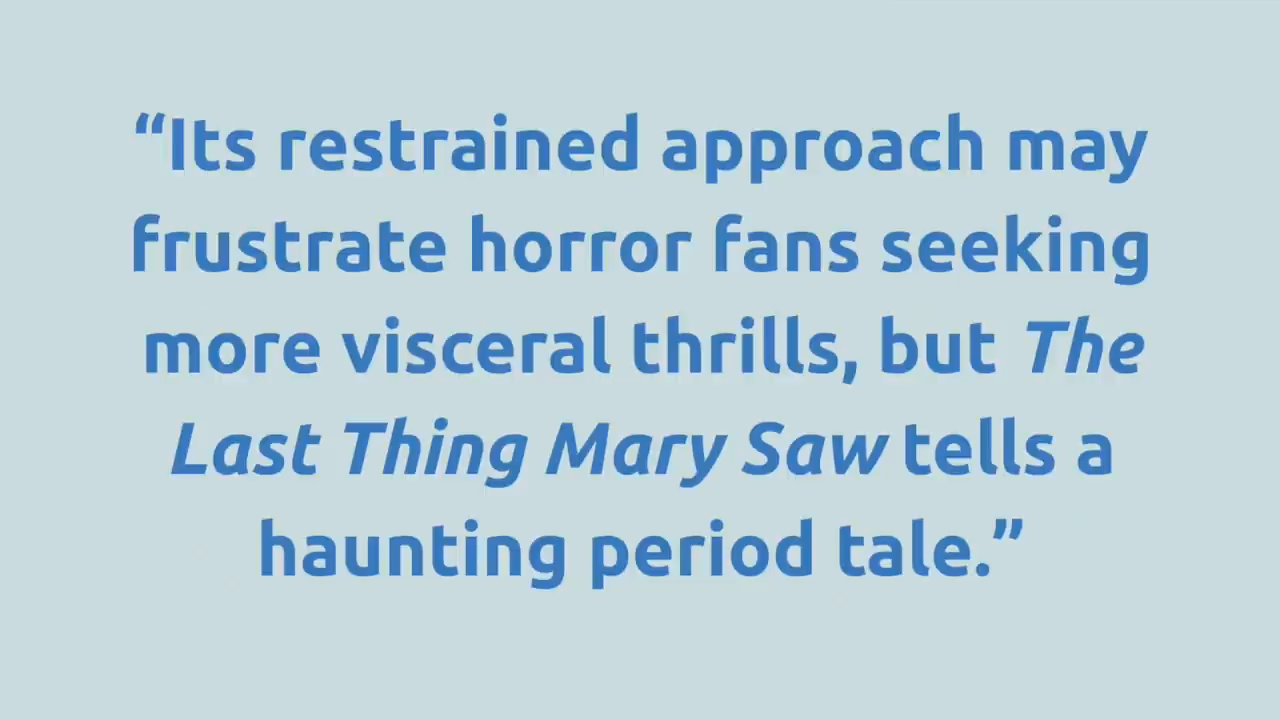 “Its restrained approach may
frustrate horror fans seeking
more visceral thrills, but The
Last Thing Mary Saw tells a
haunting period tale.”